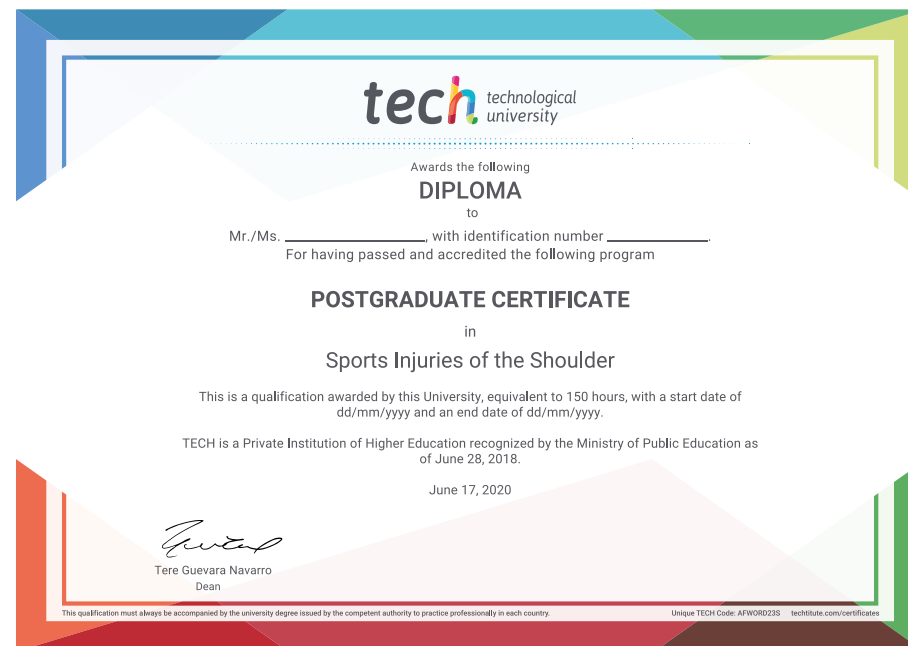 tech technological
university
Awards the following
DIPLOMA
to
Mr./Ms. ____________, with identification number ____________.
For having passed and accredited the following program
POSTGRADUATE CERTIFICATE
in
Sports Injuries of the Shoulder
This is a qualification awarded by this University, equivalent to 150 hours, with a start date of
dd/mm/yyyy and an end date of dd/mm/yyyy.
TECH is a Private Institution of Higher Education recognized by the Ministry of Public Education as
of June 28, 2018.
June 17, 2020
Tere Guevara Navarro
Dean
This qualification must always be accompanied by the university degree issued by the competent authority to practice professionally in each country. Unique TECH Code: AFWORD23S techtitute.com/certificates